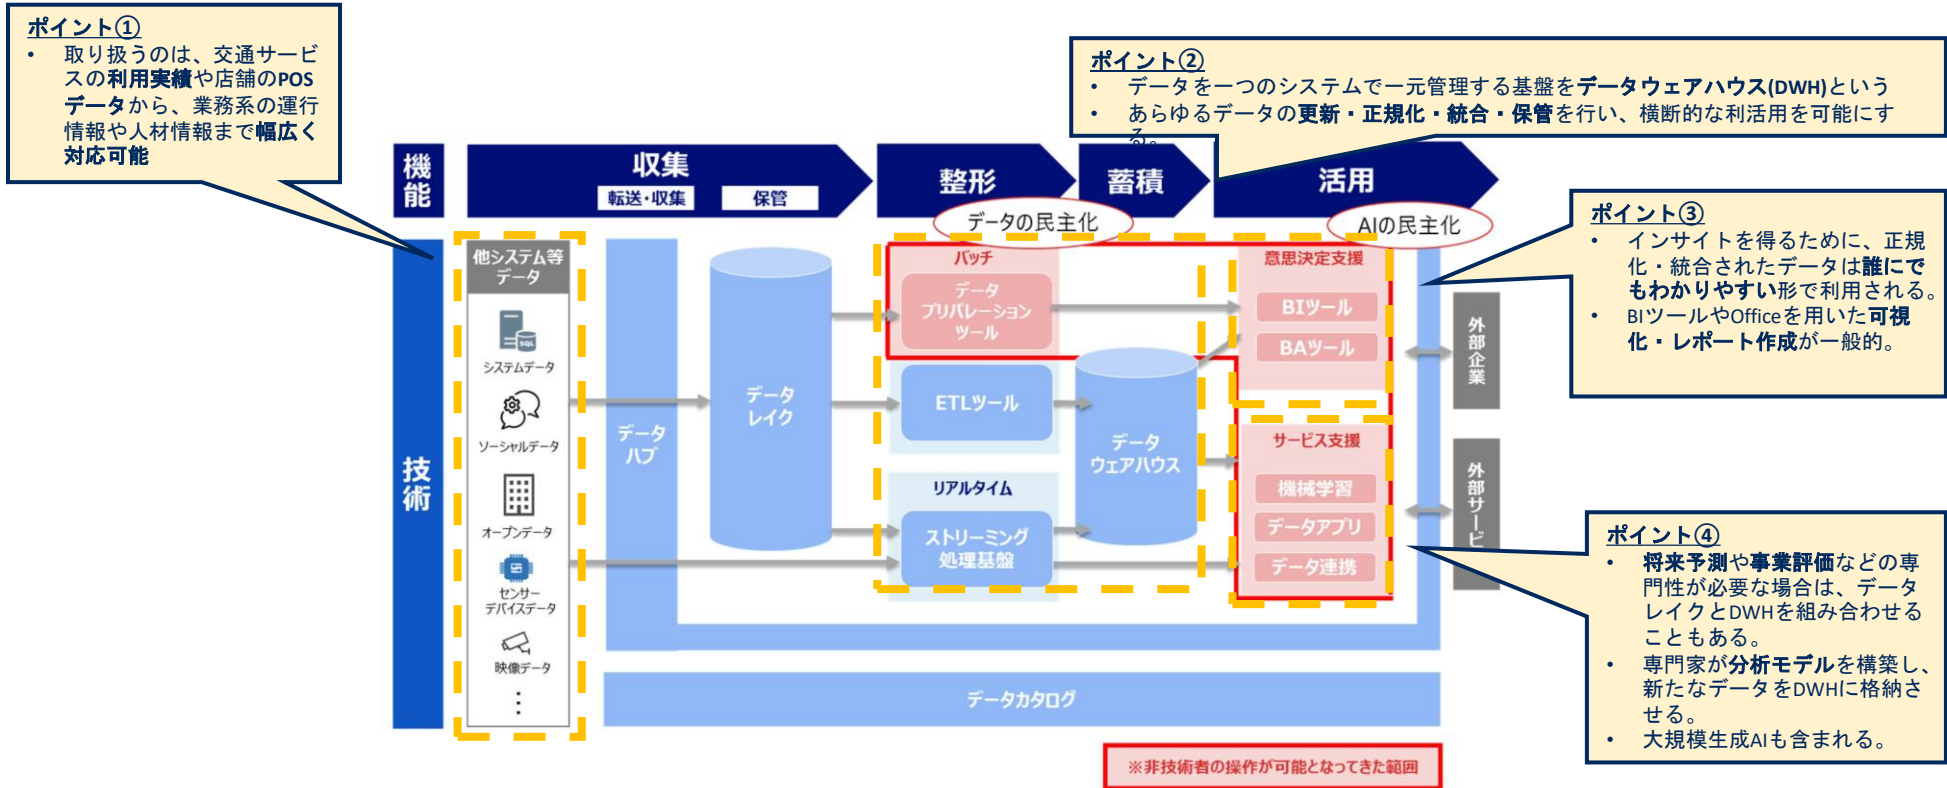 ポイント①
• 取り扱うのは、交通サービ
スの利用実績や店舗のPOS
データから、業務系の運行
情報や人材情報まで幅広く
対応可能
ポイント②
• データを一つのシステムで一元管理する基盤をデータウェアハウス(DWH)という
• あらゆるデータの更新・正規化・統合・保管を行い、横断的な利活用を可能にす
る。
機能
収集
転送・収集
保管
整形
蓄積
活用
データの民主化
AIの民主化
ポイント③
• インサイトを得るために、正規
化・統合されたデータは誰にで
もわかりやすい形で利用される。
• BIツールやOfficeを用いた可視
化・レポート作成が一般的。
技術
他システム等
データ
システムデータ
ソーシャルデータ
オープンデータ
センサー
デバイスデータ
映像データ
⋮
SQL
データ
ハブ
データ
レイク
バッチ
データ
プリパレーション
ツール
ETLツール
リアルタイム
ストリーミング
処理基盤
データ
ウェアハウス
意思決定支援
BIツール
BAツール
サービス支援
機械学習
データアプリ
データ連携
外部企業
外部サービ
ポイント④
• 将来予測や事業評価などの専
門性が必要な場合は、データ
レイクとDWHを組み合わせる
こともある。
• 専門家が分析モデルを構築し、
新たなデータをDWHに格納さ
せる。
• 大規模生成AIも含まれる。
データカタログ
※非技術者の操作が可能となってきた範囲